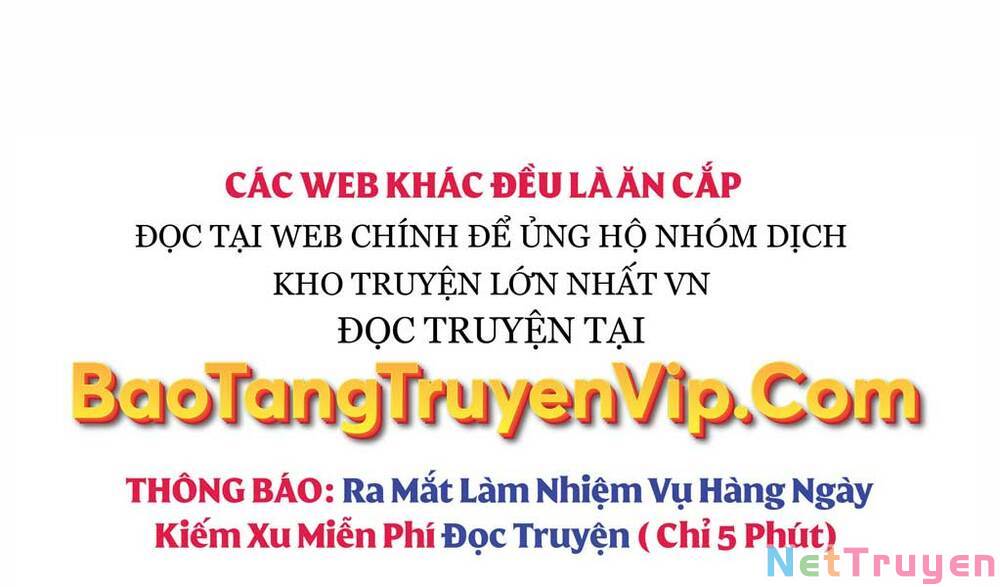 CÁC WEB KHÁC ĐỀU LÀ ĂN CẮP
ĐỌC TẠI WEB CHÍNH ĐỂ ỦNG HỘ NHÓM DỊCH
KHO TRUYỆN LỚN NHẤT VN
ĐỌC TRUYỆN TẠI
BaoTangTruyenVip.Com
THÔNG BÁO: Ra Mắt Làm Nhiệm Vụ Hàng Ngày
Kiếm Xu Miễn Phí Đọc Truyện ( Chỉ 5 Phút)
NetTruyen